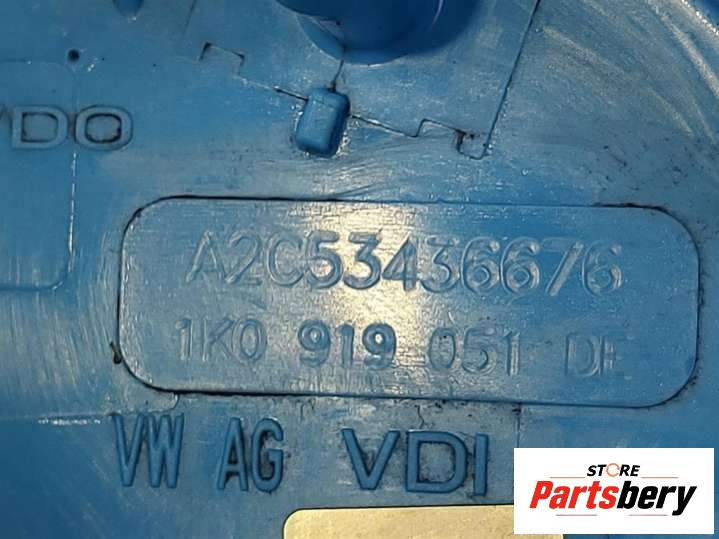 VDO
A2C53436676
1K0 919 051 DE
VW AG VDI
STORE
Partsbery